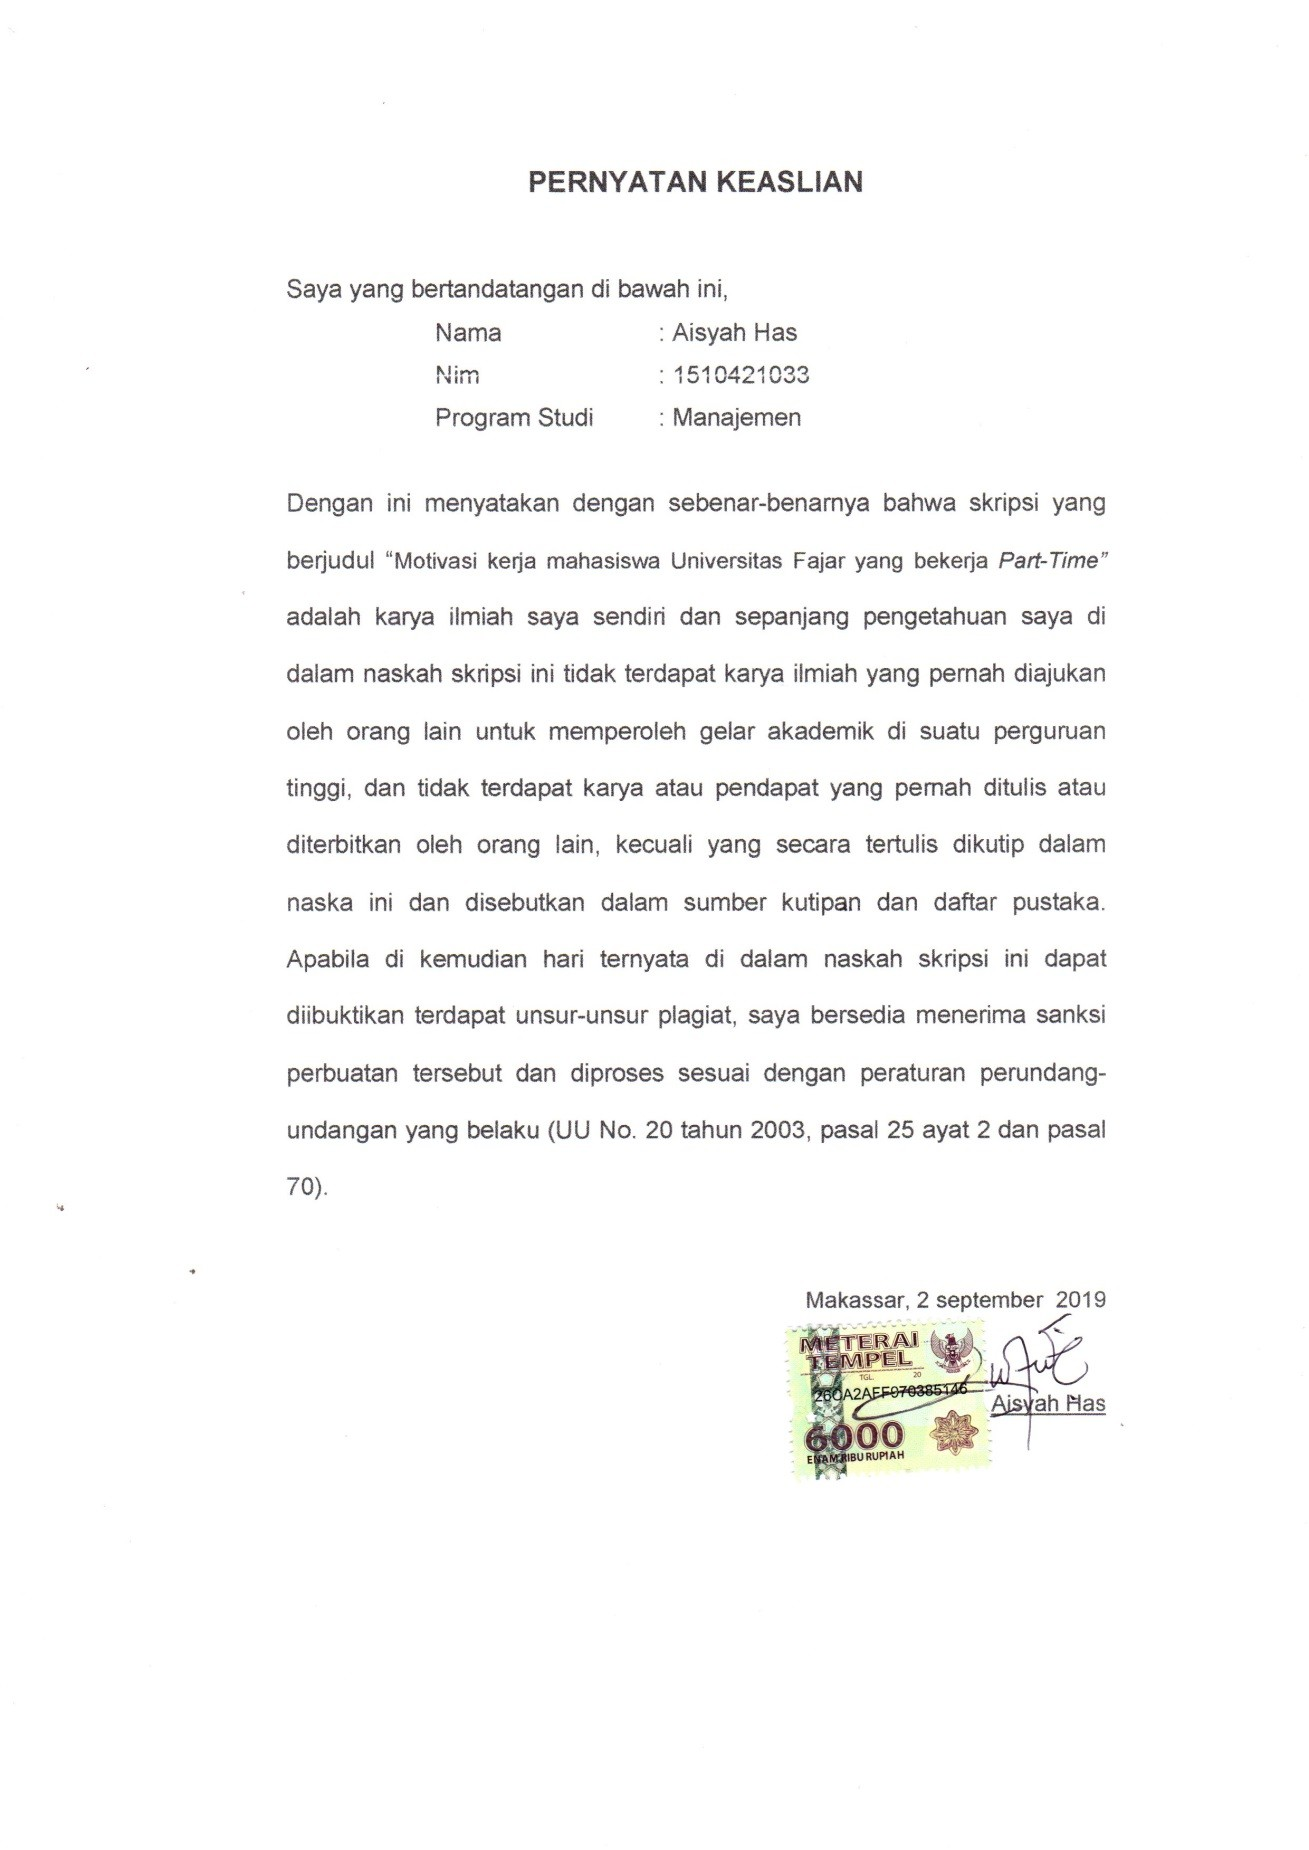 PERNYATAN KEASLIAN
Saya yang bertandatangan di bawah ini,
Nama : Aisyah Has
Nim : 1510421033
Program Studi : Manajemen
Dengan ini menyatakan dengan sebenar-benarnya bahwa skripsi yang
berjudul “Motivasi kerja mahasiswa Universitas Fajar yang bekerja Part-Time”
adalah karya ilmiah saya sendiri dan sepanjang pengetahuan saya di
dalam naskah skripsi ini tidak terdapat karya ilmiah yang pernah diajukan
oleh orang lain untuk memperoleh gelar akademik di suatu perguruan
tinggi, dan tidak terdapat karya atau pendapat yang pernah ditulis atau
diterbitkan oleh orang lain, kecuali yang secara tertulis dikutip dalam
naska ini dan disebutkan dalam sumber kutipan dan daftar pustaka.
Apabila di kemudian hari ternyata di dalam naskah skripsi ini dapat
diibuktikan terdapat unsur-unsur plagiat, saya bersedia menerima sanksi
perbuatan tersebut dan diproses sesuai dengan peraturan perundang-
undangan yang belaku (UU No. 20 tahun 2003, pasal 25 ayat 2 dan pasal
70).
Makassar, 2 september 2019
METERAI
TEMPEL
TGL. 20
260A2AFF070385146
6000
ENAM RIBU RUPIAH
Aisyah Has